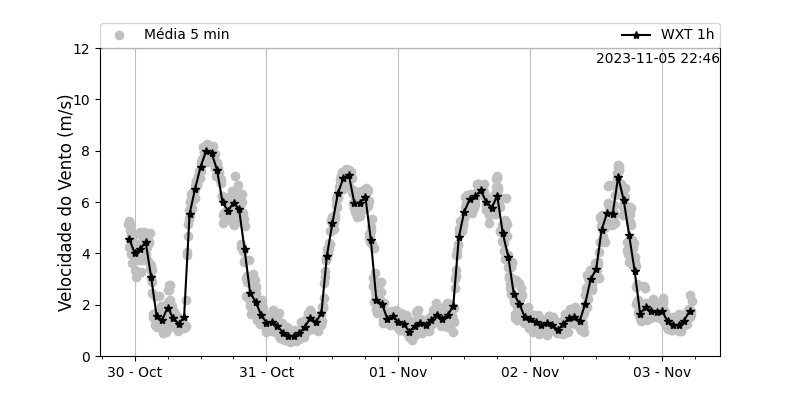 Média 5 min
WXT 1h
2023-11-05 22:46
Velocidade do Vento (m/s)
12
10
8
6
4
2
0
30 - Oct
31 - Oct
01 - Nov
02 - Nov
03 - Nov